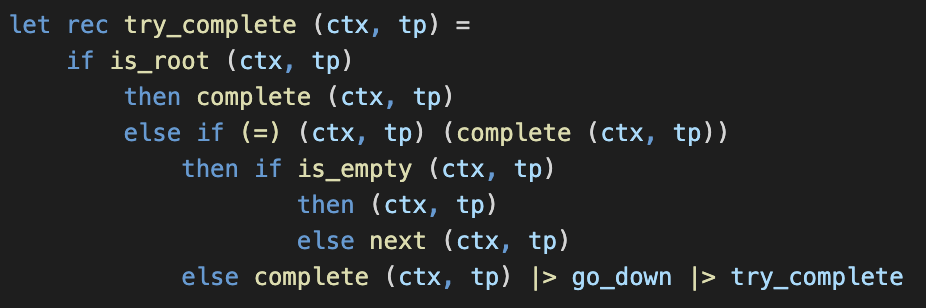 let rec try_complete (ctx, tp) =
    if is_root (ctx, tp)
        then complete (ctx, tp)
        else if (=) (ctx, tp) (complete (ctx, tp))
            then if is_empty (ctx, tp)
                    then (ctx, tp)
                    else next (ctx, tp)
            else complete (ctx, tp) |> go_down |> try_complete